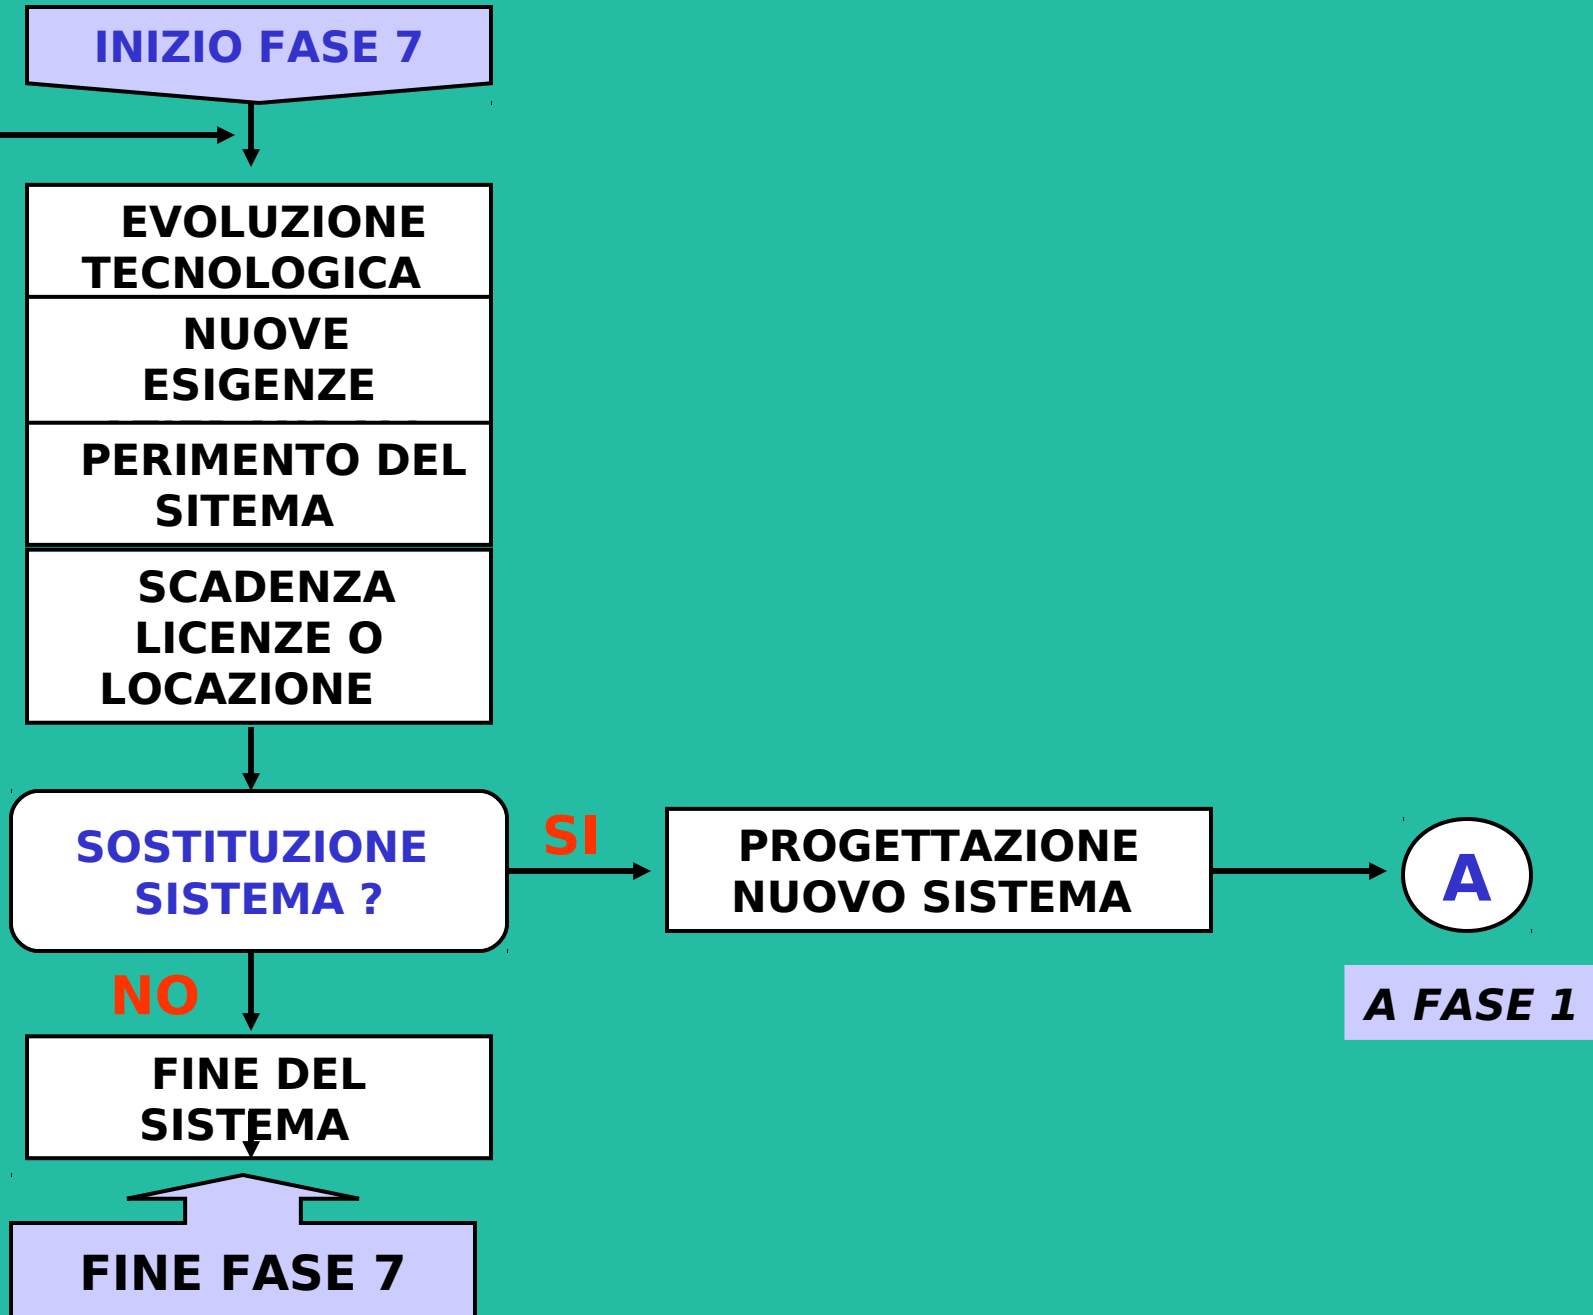 INIZIO FASE 7
EVOLUZIONE
TECNOLOGICA
NUOVE
ESIGENZE
PERIMENTO DEL
SITEMA
SCADENZA
LICENZE O
LOCAZIONE
SOSTITUZIONE
SISTEMA ?
SI
PROGETTAZIONE
NUOVO SISTEMA
A
A FASE 1
NO
FINE DEL
SISTEMA
FINE FASE 7